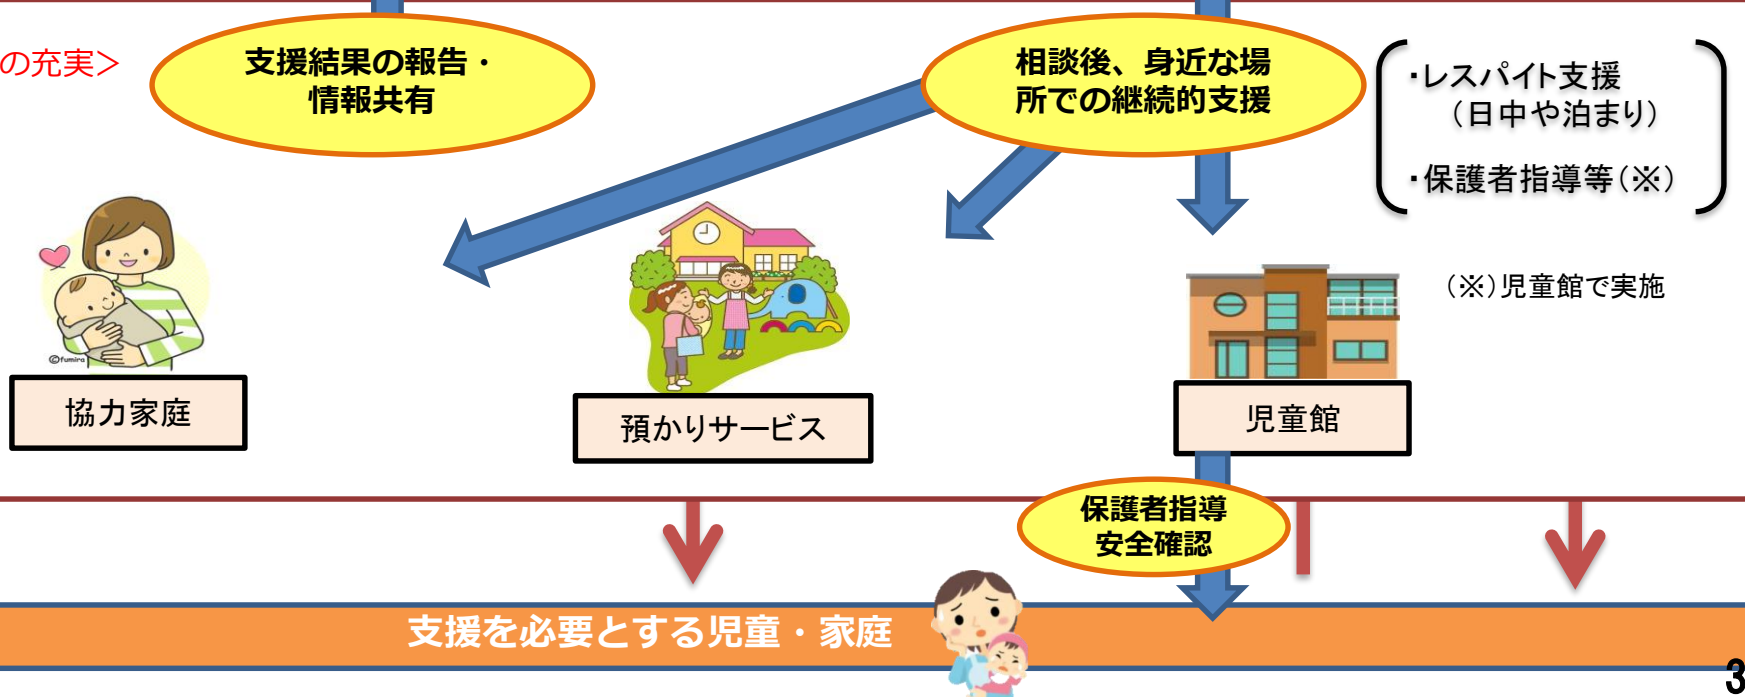 の充実>
支援結果の報告・
情報共有
相談後、身近な場
所での継続的支援
・レスパイト支援
（日中や泊まり）
・保護者指導等（※）
（※）児童館で実施
©fumira
協力家庭
預かりサービス
児童館
保護者指導
安全確認
支援を必要とする児童・家庭
3